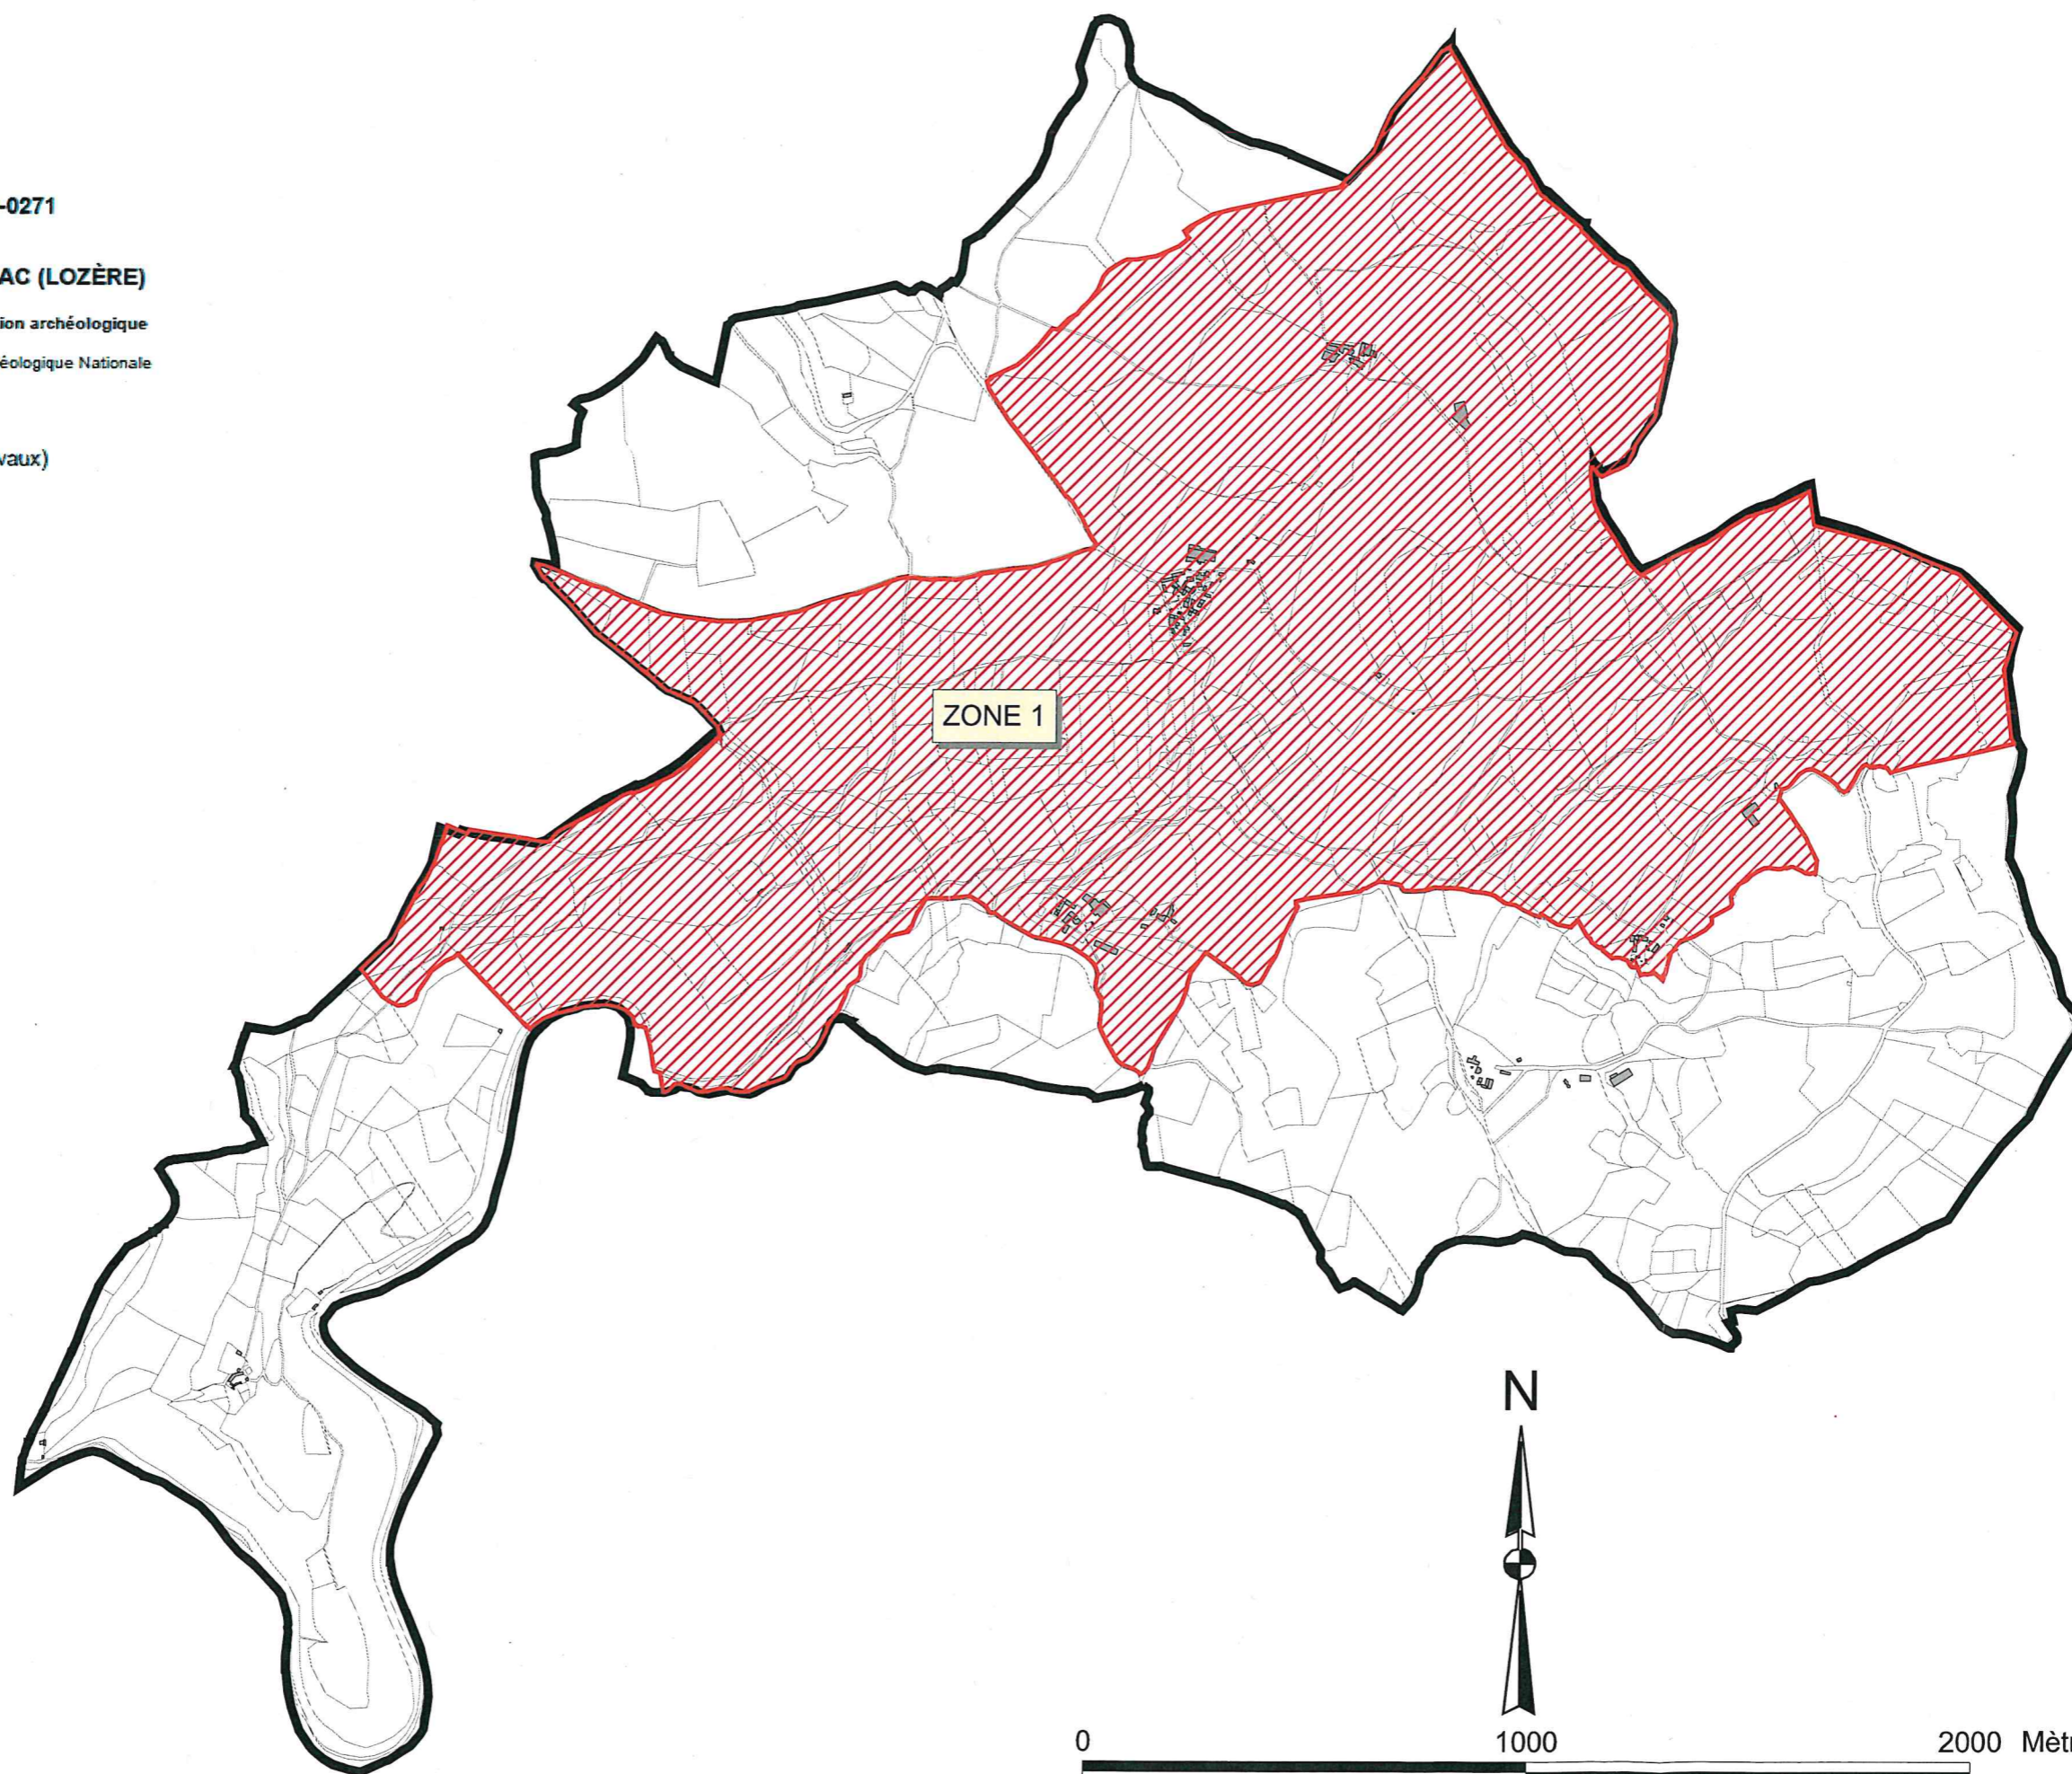 -0271
AC (LOZÈRE)
ion archéologique
éologique Nationale
vaux)
ZONE 1
N
0 1000 2000 Mèt